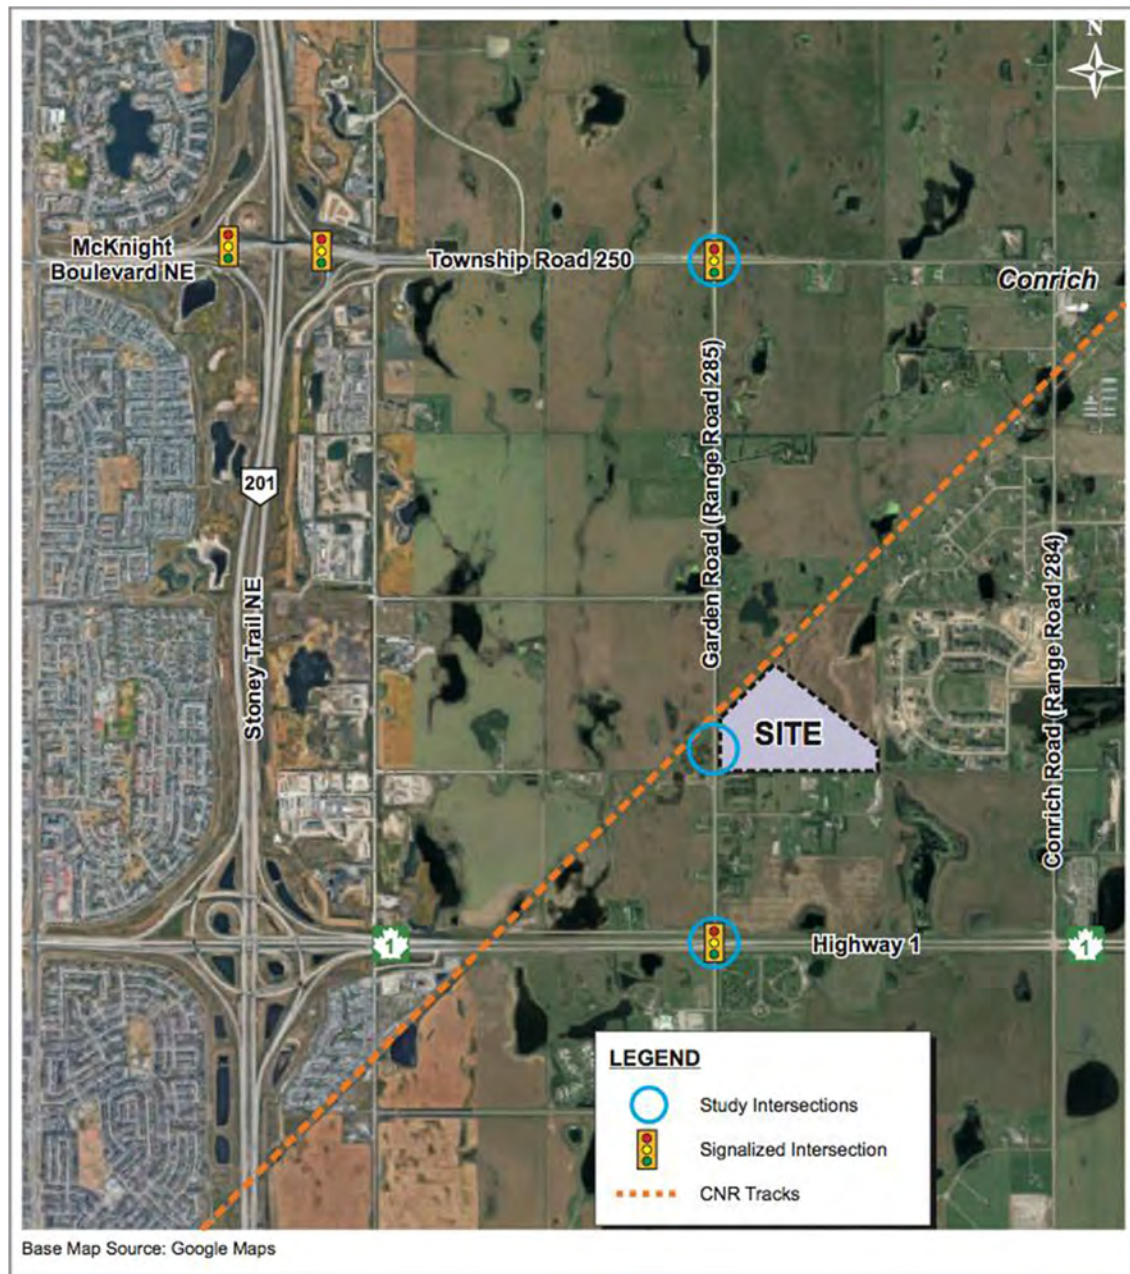 N
McKnight
Boulevard NE
Township Road 250
Conrich
Garden Road (Range Road 285)
201
Stoney Trail NE
SITE
Conrich Road (Range Road 284)
1
Highway 1
1
LEGEND
Study Intersections
Signalized Intersection
CNR Tracks
Base Map Source: Google Maps